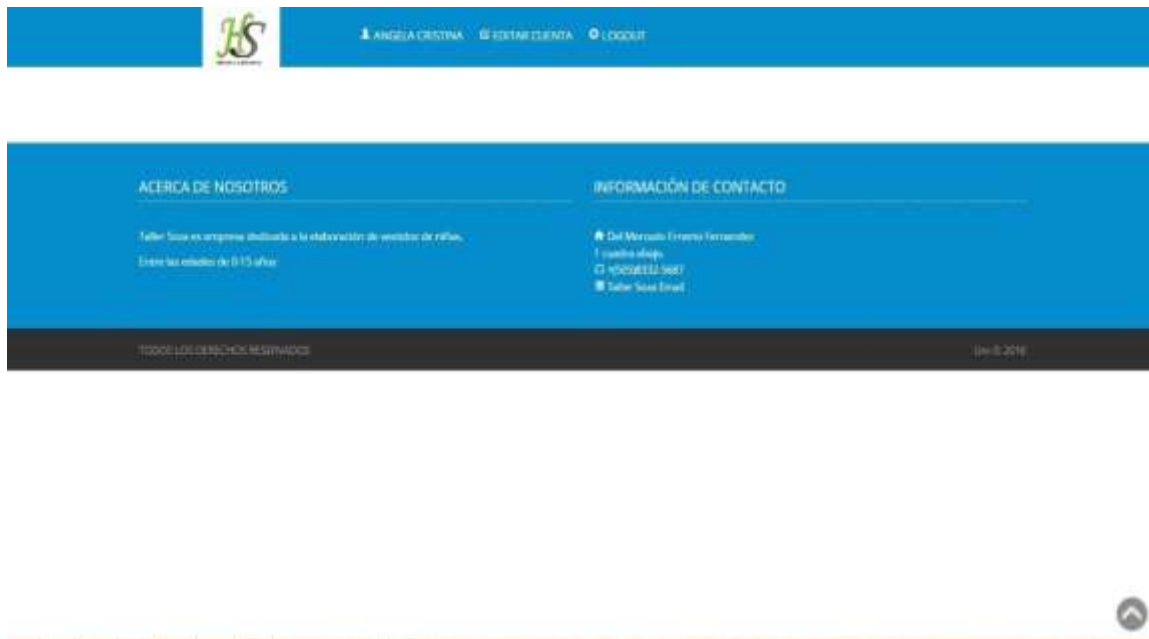 HS
ANGELA CRISTINA EDITAR CUENTA LOGOUT
ACERCA DE NOSOTROS
Taller Sosa es empresa dedicada a la elaboración de vestidos de niñas,
Entre las edades de 0-15 años
INFORMACIÓN DE CONTACTO
Del Mercado Ernesto Fernandez
1 cuadra abajo.
Taller Sosa Email
TODOS LOS DERECHOS RESERVADOS
© 2016